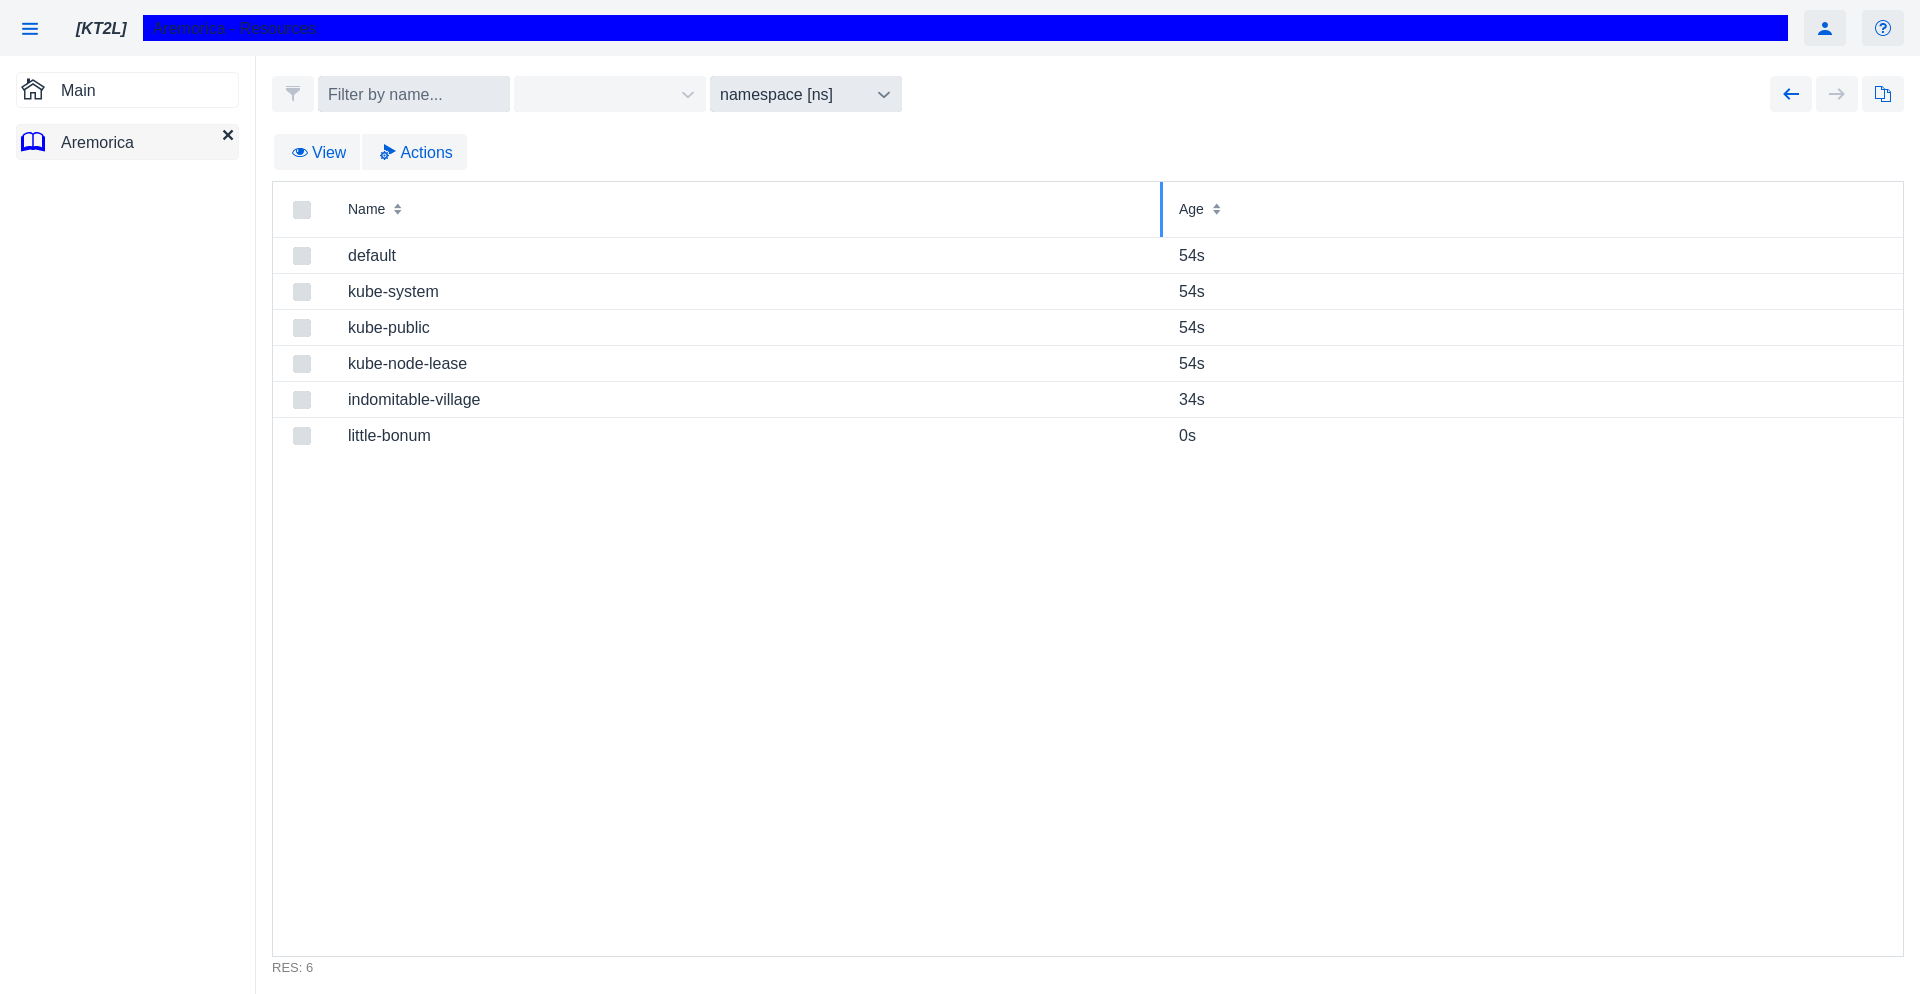 [KT2L] Aremorica - Resources
Main
Aremorica
Filter by name... namespace [ns]
View Actions
Name Age
default 54s
kube-system 54s
kube-public 54s
kube-node-lease 54s
indomitable-village 34s
little-bonum 0s
RES: 6